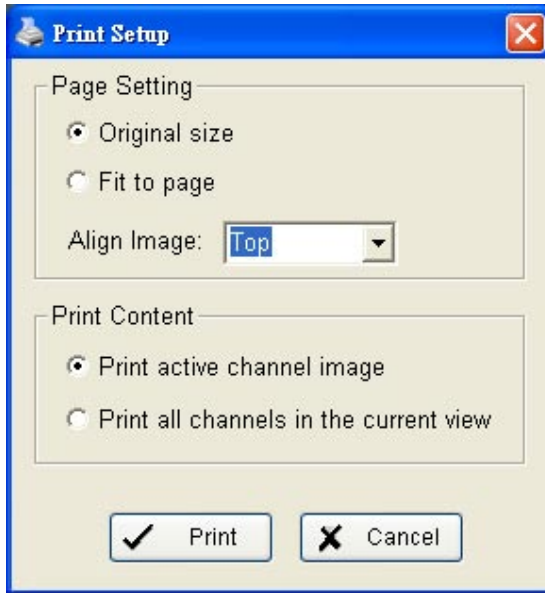 Print Setup
Page Setting
Original size
Fit to page
Align Image: Top
Print Content
Print active channel image
Print all channels in the current view
Print Cancel